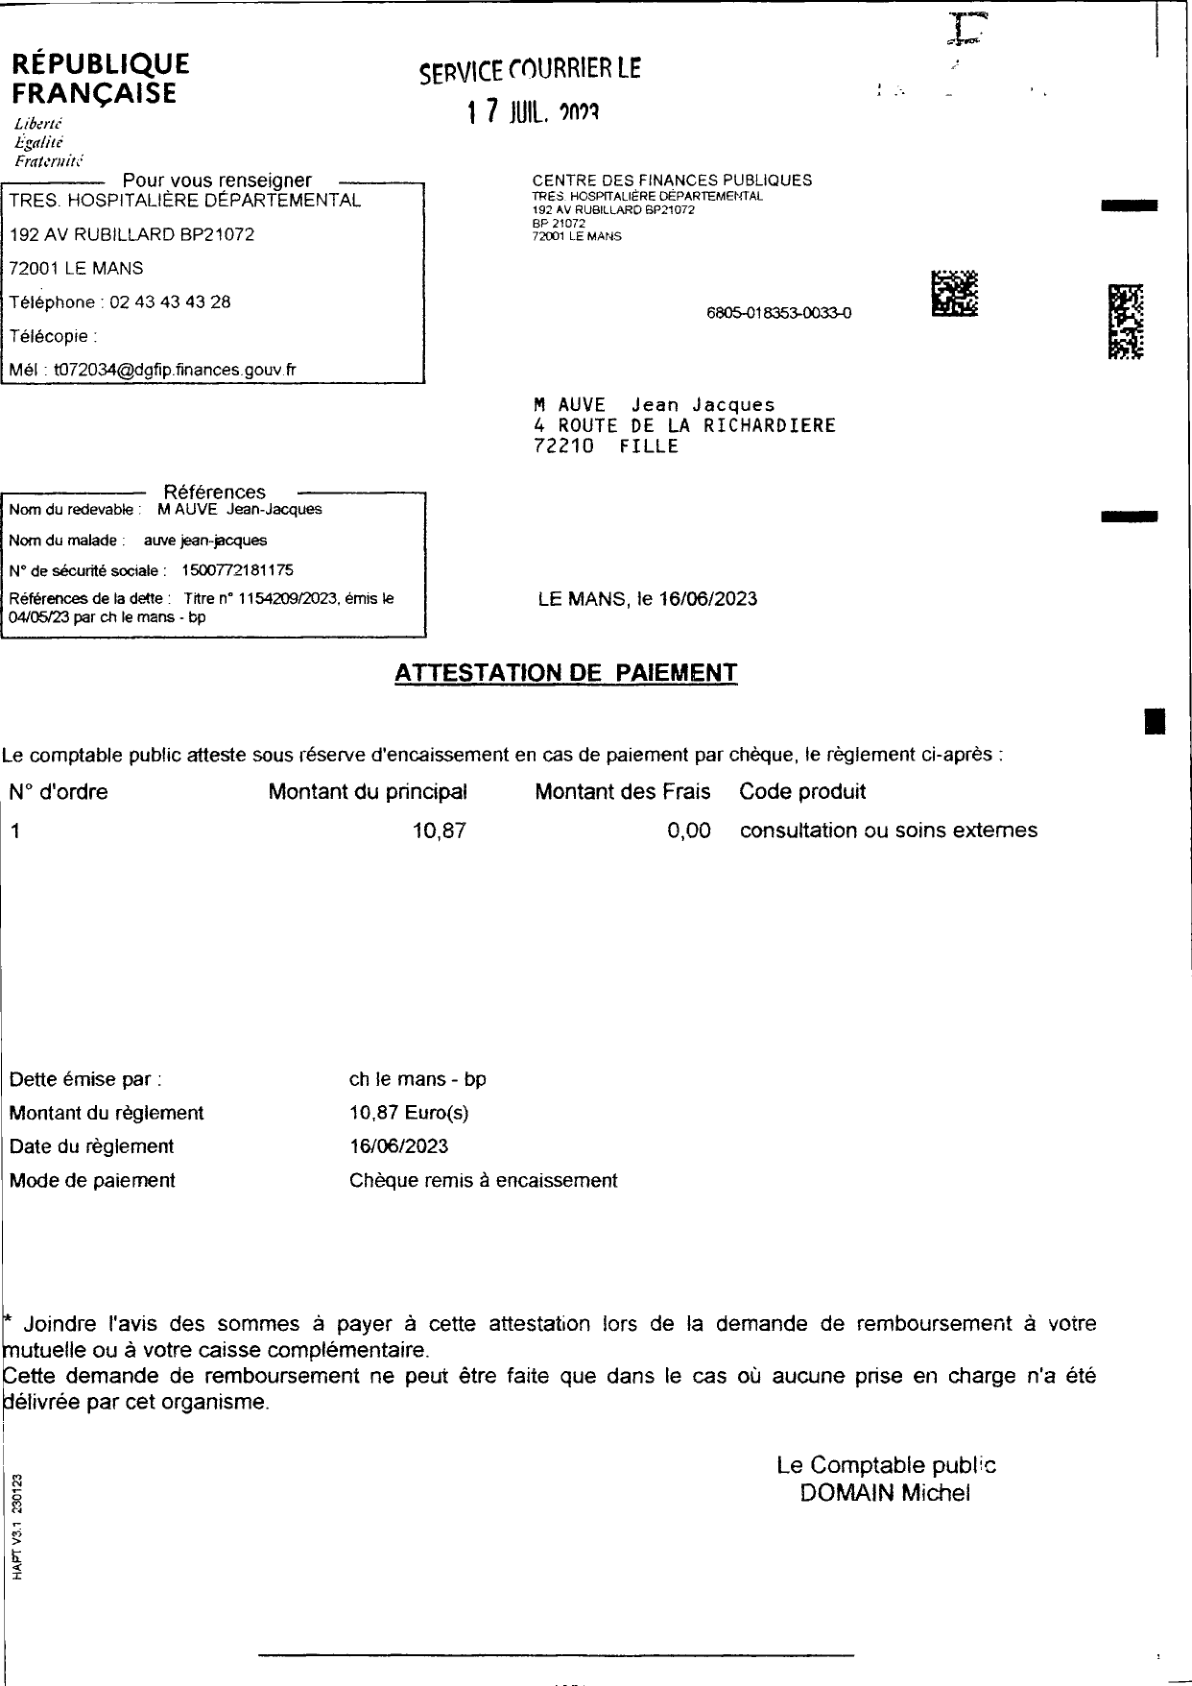 RÉPUBLIQUE
FRANÇAISE
Liberté
Égalité
Fraternité
SERVICE COURRIER LE
17 JUIL. 2023
Pour vous renseigner
TRES. HOSPITALIÈRE DÉPARTEMENTAL
192 AV RUBILLARD BP21072
72001 LE MANS
Téléphone : 02 43 43 43 28
Télécopie :
Mél : t072034@dgfip.finances.gouv.fr
CENTRE DES FINANCES PUBLIQUES
TRES. HOSPITALIÈRE DÉPARTEMENTAL
192 AV RUBILLARD BP21072
BP 21072
72001 LE MANS
6805-018353-0033-0
M AUVE Jean Jacques
4 ROUTE DE LA RICHARDIERE
72210 FILLE
Références
Nom du redevable : M AUVE Jean-Jacques
Nom du malade : auve jean-jacques
N° de sécurité sociale : 1500772181175
Références de la dette : Titre n° 1154209/2023, émis le
04/05/23 par ch le mans - bp
LE MANS, le 16/06/2023
ATTESTATION DE PAIEMENT
Le comptable public atteste sous réserve d'encaissement en cas de paiement par chèque, le règlement ci-après :
N° d'ordre Montant du principal Montant des Frais Code produit
1 10,87 0,00 consultation ou soins externes
Dette émise par : ch le mans - bp
Montant du règlement 10,87 Euro(s)
Date du règlement 16/06/2023
Mode de paiement Chèque remis à encaissement
* Joindre l'avis des sommes à payer à cette attestation lors de la demande de remboursement à votre
mutuelle ou à votre caisse complémentaire.
Cette demande de remboursement ne peut être faite que dans le cas où aucune prise en charge n'a été
délivrée par cet organisme.
Le Comptable public
DOMAIN Michel
HAPT V3.1 230123